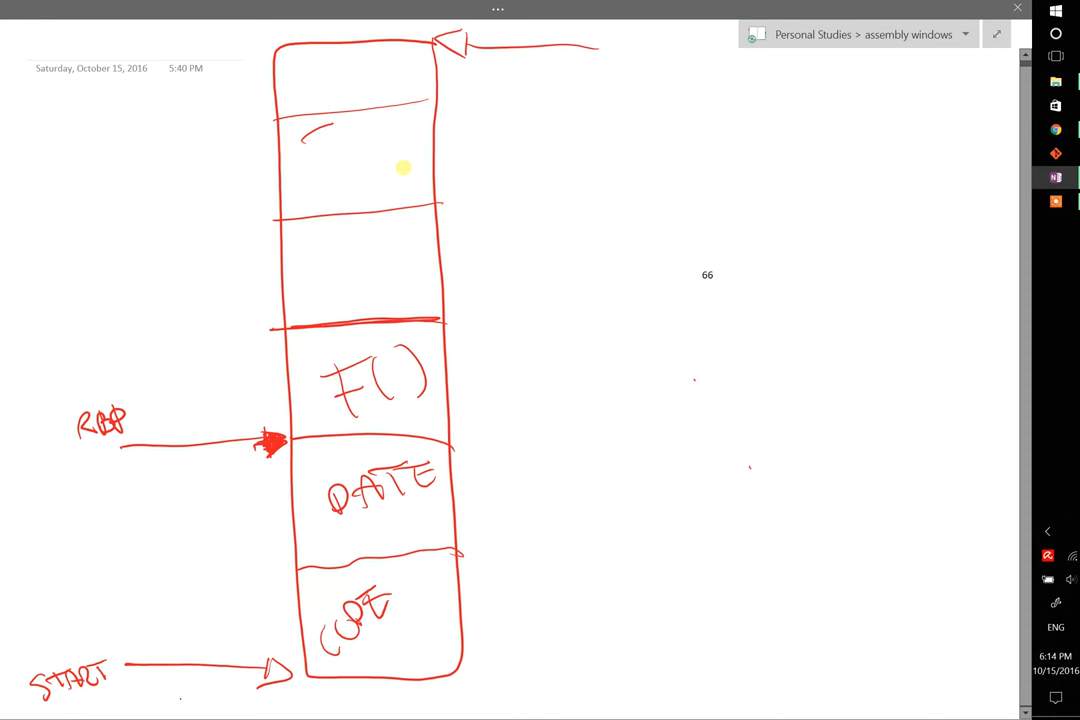 ...
Personal Studies > assembly windows
Saturday, October 15, 2016 5:40 PM
66
F()
RBP
DATE
CODE
START
ENG
6:14 PM
10/15/2016